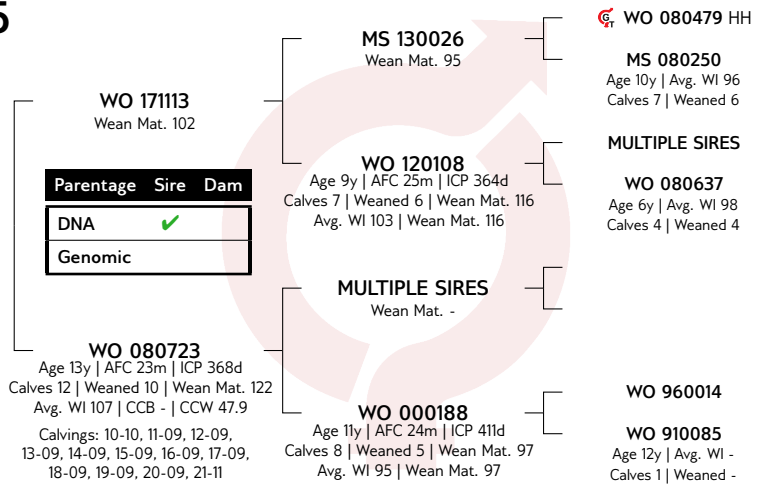 5
WO 171113
Wean Mat. 102
Parentage Sire Dam
DNA ✔
Genomic
WO 080723
Age 13y | AFC 23m | ICP 368d
Calves 12 | Weaned 10 | Wean Mat. 122
Avg. WI 107 | CCB - | CCW 47.9
Calvings: 10-10, 11-09, 12-09,
13-09, 14-09, 15-09, 16-09, 17-09,
18-09, 19-09, 20-09, 21-11
MS 130026
Wean Mat. 95
WO 120108
Age 9y | AFC 25m | ICP 364d
Calves 7 | Weaned 6 | Wean Mat. 116
Avg. WI 103 | Wean Mat. 116
MULTIPLE SIRES
Wean Mat. -
WO 000188
Age 11y | AFC 24m | ICP 411d
Calves 8 | Weaned 5 | Wean Mat. 97
Avg. WI 95 | Wean Mat. 97
GT WO 080479 HH
MS 080250
Age 10y | Avg. WI 96
Calves 7 | Weaned 6
MULTIPLE SIRES
WO 080637
Age 6y | Avg. WI 98
Calves 4 | Weaned 4
WO 960014
WO 910085
Age 12y | Avg. WI -
Calves 1 | Weaned -